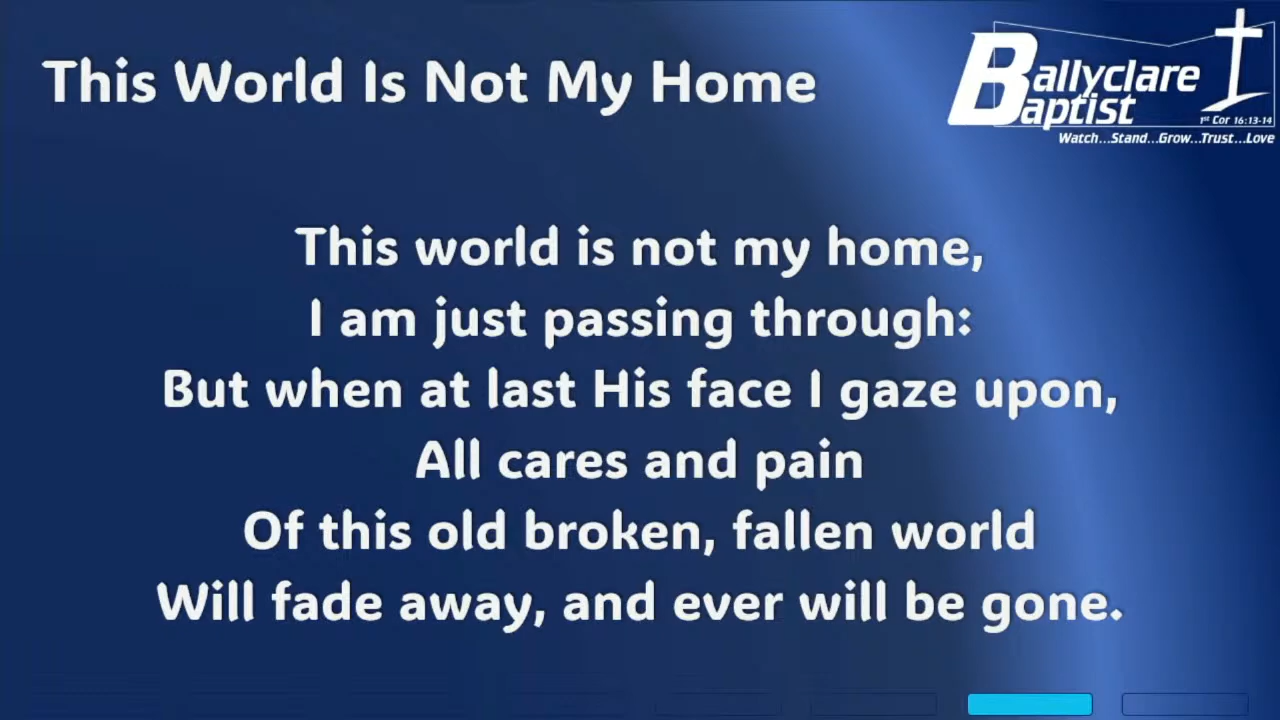 This World Is Not My Home
Ballyclare
Baptist
1st Cor 16:13-14
Watch...Stand...Grow...Trust...Love
This world is not my home,
I am just passing through:
But when at last His face I gaze upon,
All cares and pain
Of this old broken, fallen world
Will fade away, and ever will be gone.